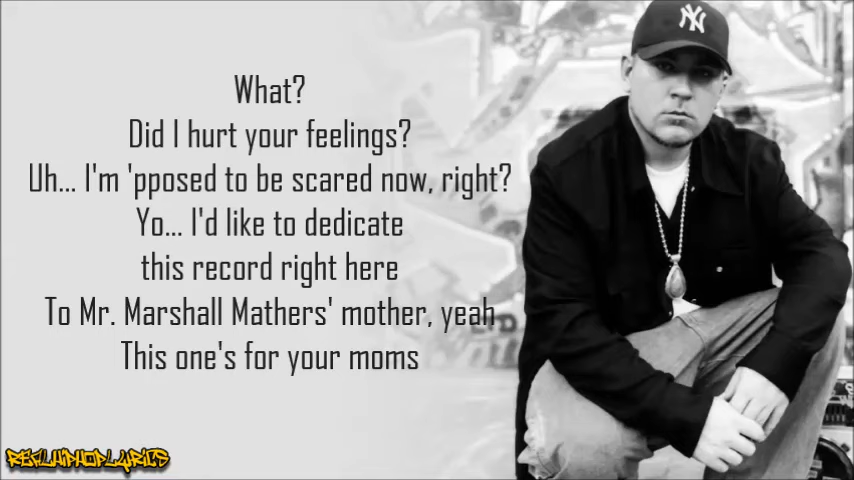 What?
Did I hurt your feelings?
Uh... I'm 'pposed to be scared now, right?
Yo... I'd like to dedicate
this record right here
To Mr. Marshall Mathers' mother, yeah
This one's for your moms
REALHIPHOPLYRICS
NY